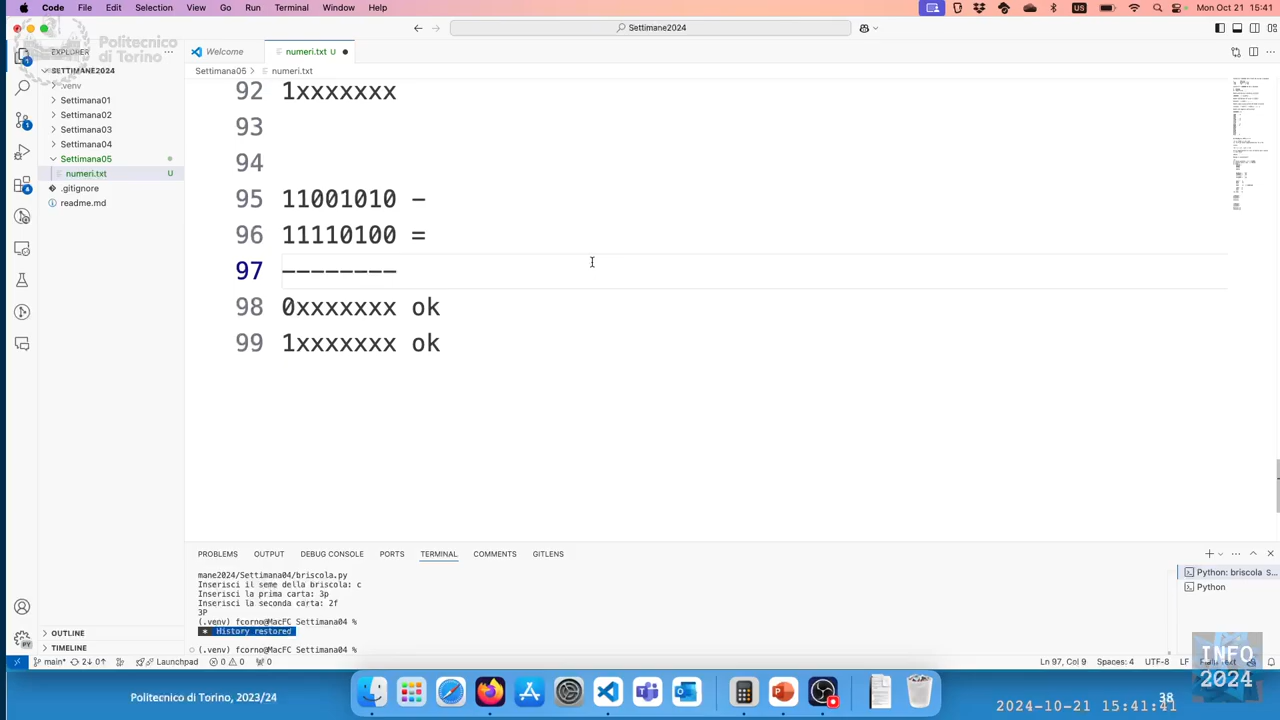 Code File Edit Selection View Go Run Terminal Window Help
Mon Oct 21 15:41
Politecnico
di Torino
Settimane2024
EXPLORER
Welcome
numeri.txt U
SETTIMANE2024
Settimana05 > numeri.txt
.venv
Settimana01
Settimana02
Settimana03
Settimana04
Settimana05
numeri.txt U
.gitignore
readme.md
92 1xxxxxxx
93
94
95 11001010 -
96 11110100 =
97 --------
98 0xxxxxxx ok
99 1xxxxxxx ok
PROBLEMS OUTPUT DEBUG CONSOLE PORTS TERMINAL COMMENTS GITLENS
mane2024/Settimana04/briscola.py
Inserisci il seme della briscola: c
Inserisci la prima carta: 3p
Inserisci la seconda carta: 2f
3P
(.venv) fcorno@MacFC Settimana04 %
* History restored
(.venv) fcorno@MacFC Settimana04 %
Python: briscola S...
Python
OUTLINE
TIMELINE
main* 2↓ 0↑ Launchpad 0 0 0
Ln 97, Col 9 Spaces: 4 UTF-8 LF
INFO
2024
Politecnico di Torino, 2023/24
38
2024-10-21 15:41:41